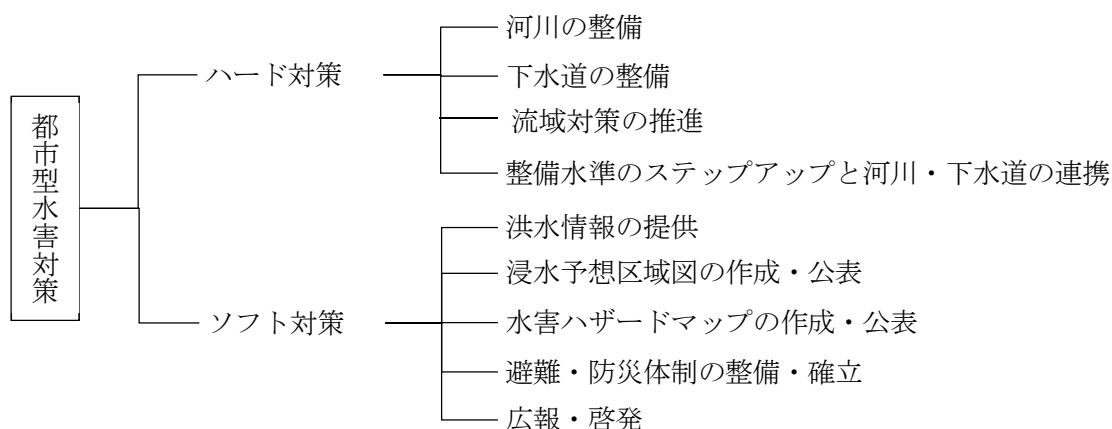 都市型水害対策
ハード対策
河川の整備
下水道の整備
流域対策の推進
整備水準のステップアップと河川・下水道の連携
ソフト対策
洪水情報の提供
浸水予想区域図の作成・公表
水害ハザードマップの作成・公表
避難・防災体制の整備・確立
広報・啓発